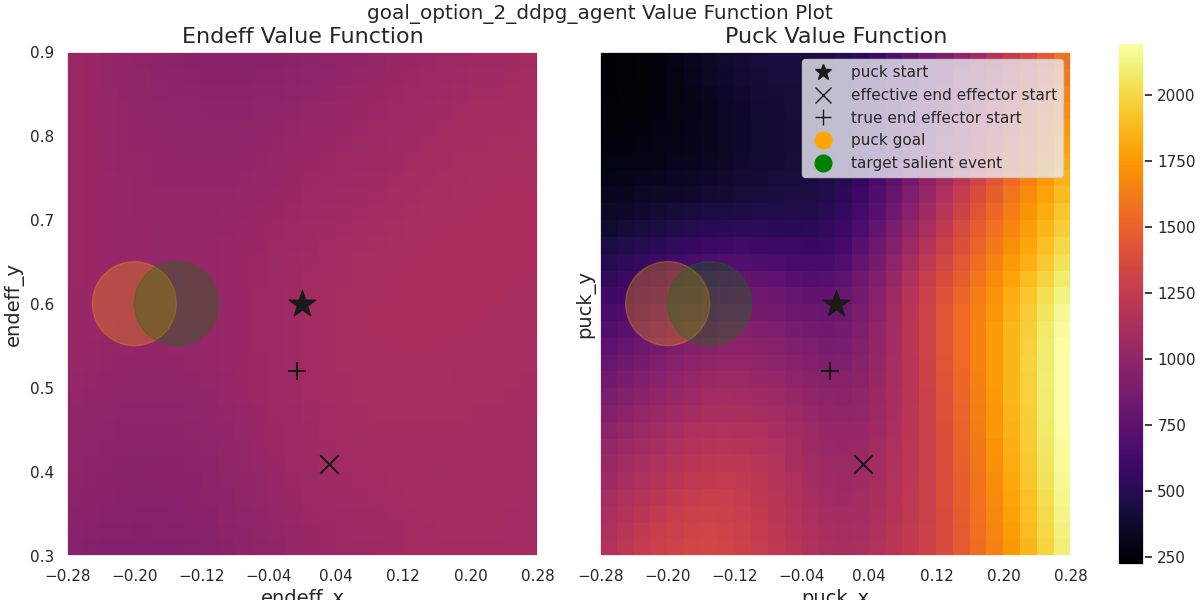 goal_option_2_ddpg_agent Value Function Plot
Endeff Value Function
Puck Value Function
puck start
effective end effector start
true end effector start
puck goal
target salient event
0.9
0.8
0.7
0.6
0.5
0.4
0.3
endeff_y
−0.28 −0.20 −0.12 −0.04 0.04 0.12 0.20 0.28
endeff_x
puck_y
−0.28 −0.20 −0.12 −0.04 0.04 0.12 0.20 0.28
puck_x
2000
1750
1500
1250
1000
750
500
250